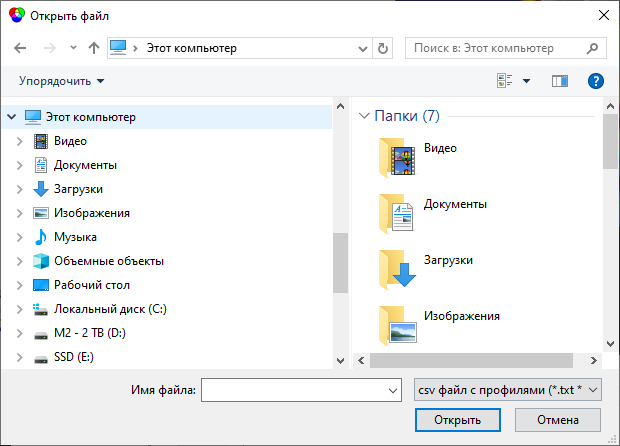 Открыть файл
Этот компьютер
Поиск в: Этот компьютер
Упорядочить
Этот компьютер
Видео
Документы
Загрузки
Изображения
Музыка
Объемные объекты
Рабочий стол
Локальный диск (C:)
M2 - 2 TB (D:)
SSD (E:)
Папки (7)
Видео
Документы
Загрузки
Изображения
Имя файла:
csv файл с профилями (*.txt *
Открыть
Отмена